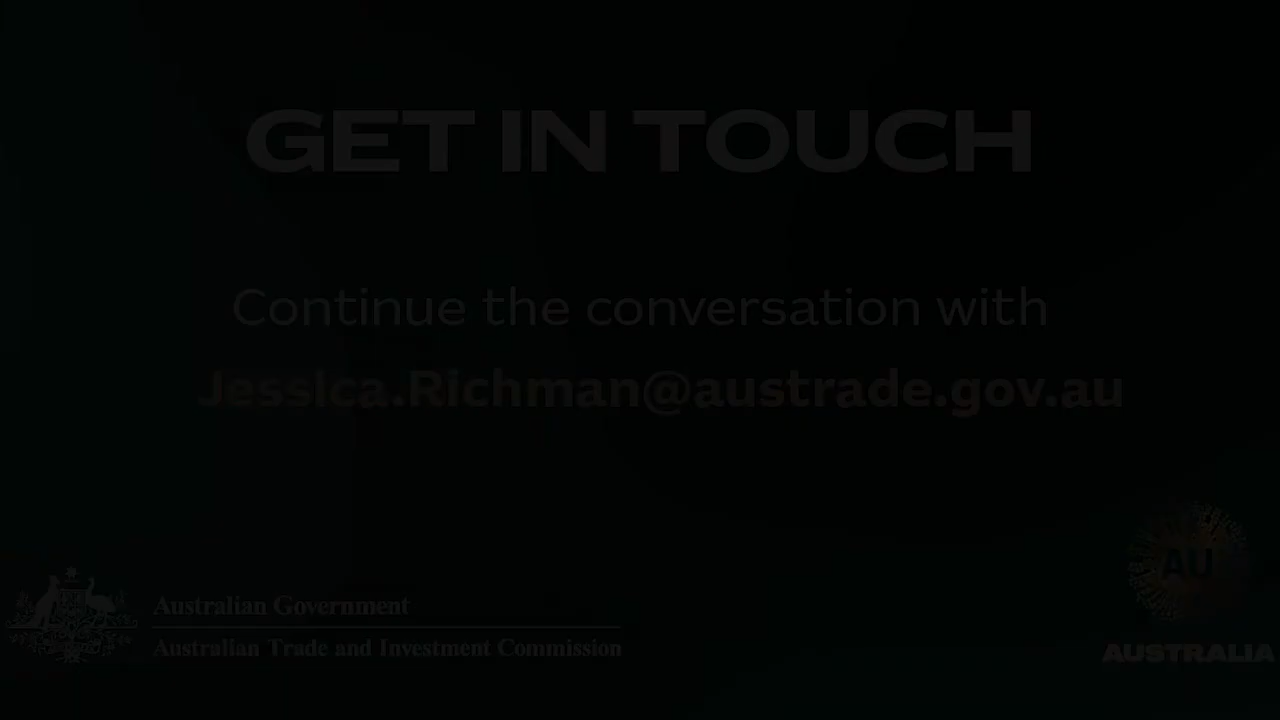 GET IN TOUCH
Continue the conversation with
Jessica.Richman@austrade.gov.au
AU
Australian Government
Australian Trade and Investment Commission
AUSTRALIA